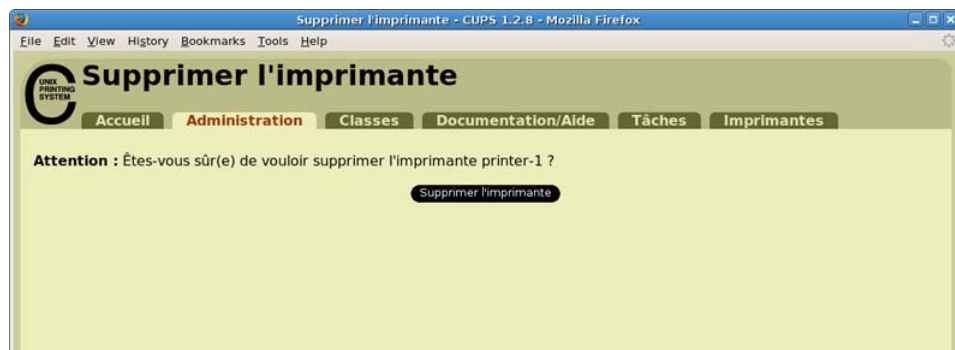 Supprimer l'imprimante - CUPS 1.2.8 - Mozilla Firefox
File Edit View History Bookmarks Tools Help
UNIX
PRINTING
SYSTEM
Supprimer l'imprimante
Accueil Administration Classes Documentation/Aide Tâches Imprimantes
Attention : Êtes-vous sûr(e) de vouloir supprimer l'imprimante printer-1 ?
Supprimer l'imprimante